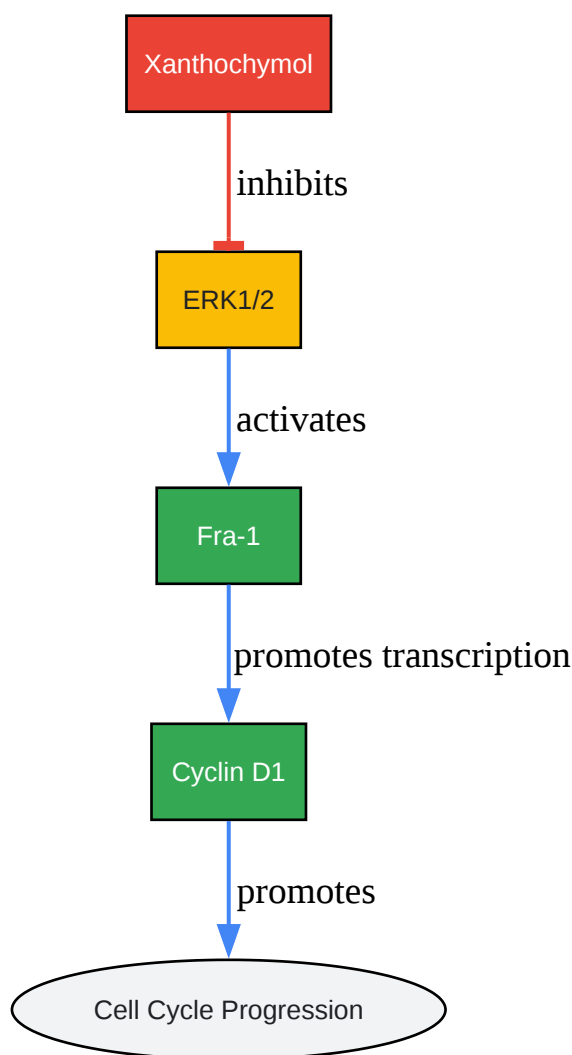 Xanthochymol
inhibits
ERK1/2
activates
Fra-1
promotes transcription
Cyclin D1
promotes
Cell Cycle Progression